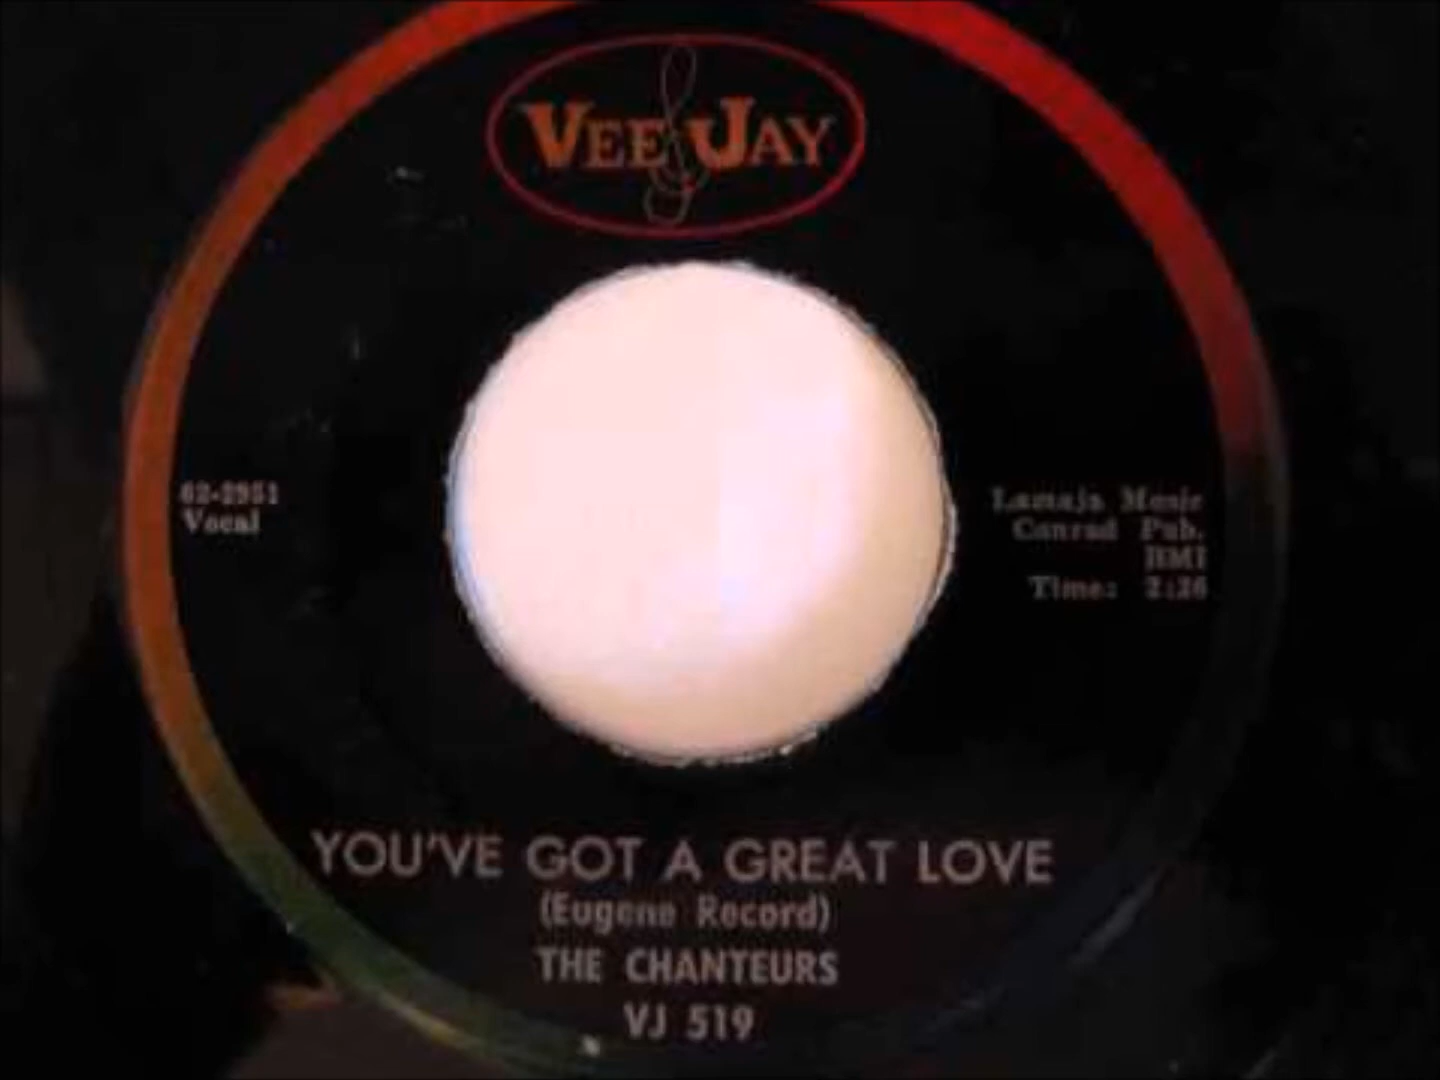 VEE JAY
62-2951
Vocal
Lamaja Music
Conrad Pub.
BMI
Time: 2:26
YOU'VE GOT A GREAT LOVE
(Eugene Record)
THE CHANTEURS
VJ 519